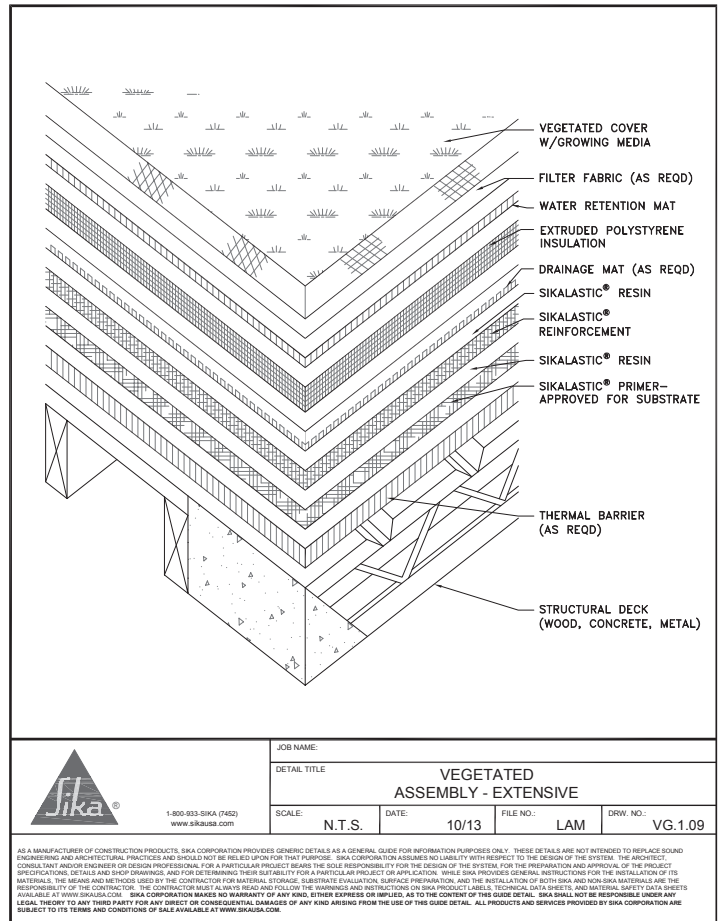 VEGETATED COVER
W/GROWING MEDIA
FILTER FABRIC (AS REQD)
WATER RETENTION MAT
EXTRUDED POLYSTYRENE
INSULATION
DRAINAGE MAT (AS REQD)
SIKALASTIC® RESIN
SIKALASTIC®
REINFORCEMENT
SIKALASTIC® RESIN
SIKALASTIC® PRIMER-
APPROVED FOR SUBSTRATE
THERMAL BARRIER
(AS REQD)
STRUCTURAL DECK
(WOOD, CONCRETE, METAL)
Sika®
1-800-933-SIKA (7452)
www.sikausa.com
JOB NAME:
DETAIL TITLE
VEGETATED
ASSEMBLY - EXTENSIVE
SCALE:
N.T.S.
DATE:
10/13
FILE NO.:
LAM
DRW. NO.:
VG.1.09
AS A MANUFACTURER OF CONSTRUCTION PRODUCTS, SIKA CORPORATION PROVIDES GENERIC DETAILS AS A GENERAL GUIDE FOR INFORMATION PURPOSES ONLY. THESE DETAILS ARE NOT INTENDED TO REPLACE SOUND
ENGINEERING AND ARCHITECTURAL PRACTICES AND SHOULD NOT BE RELIED UPON FOR THAT PURPOSE. SIKA CORPORATION ASSUMES NO LIABILITY WITH RESPECT TO THE DESIGN OF THE SYSTEM. THE ARCHITECT,
CONSULTANT AND/OR ENGINEER OR DESIGN PROFESSIONAL FOR A PARTICULAR PROJECT BEARS THE SOLE RESPONSIBILITY FOR THE DESIGN OF THE SYSTEM, FOR THE PREPARATION AND APPROVAL OF THE PROJECT
SPECIFICATIONS, DETAILS AND SHOP DRAWINGS, AND FOR DETERMINING THEIR SUITABILITY FOR A PARTICULAR PROJECT OR APPLICATION. WHILE SIKA PROVIDES GENERAL INSTRUCTIONS FOR THE INSTALLATION OF ITS
MATERIALS, THE MEANS AND METHODS USED BY THE CONTRACTOR FOR MATERIAL STORAGE, SUBSTRATE EVALUATION, SURFACE PREPARATION, AND THE INSTALLATION OF BOTH SIKA AND NON-SIKA MATERIALS ARE THE
RESPONSIBILITY OF THE CONTRACTOR. THE CONTRACTOR MUST ALWAYS READ AND FOLLOW THE WARNINGS AND INSTRUCTIONS ON SIKA PRODUCT LABELS, TECHNICAL DATA SHEETS, AND MATERIAL SAFETY DATA SHEETS
AVAILABLE AT WWW.SIKAUSA.COM. SIKA CORPORATION MAKES NO WARRANTY OF ANY KIND, EITHER EXPRESS OR IMPLIED, AS TO THE CONTENT OF THIS GUIDE DETAIL. SIKA SHALL NOT BE RESPONSIBLE UNDER ANY
LEGAL THEORY TO ANY THIRD PARTY FOR ANY DIRECT OR CONSEQUENTIAL DAMAGES OF ANY KIND ARISING FROM THE USE OF THIS GUIDE DETAIL. ALL PRODUCTS AND SERVICES PROVIDED BY SIKA CORPORATION ARE
SUBJECT TO ITS TERMS AND CONDITIONS OF SALE AVAILABLE AT WWW.SIKAUSA.COM.